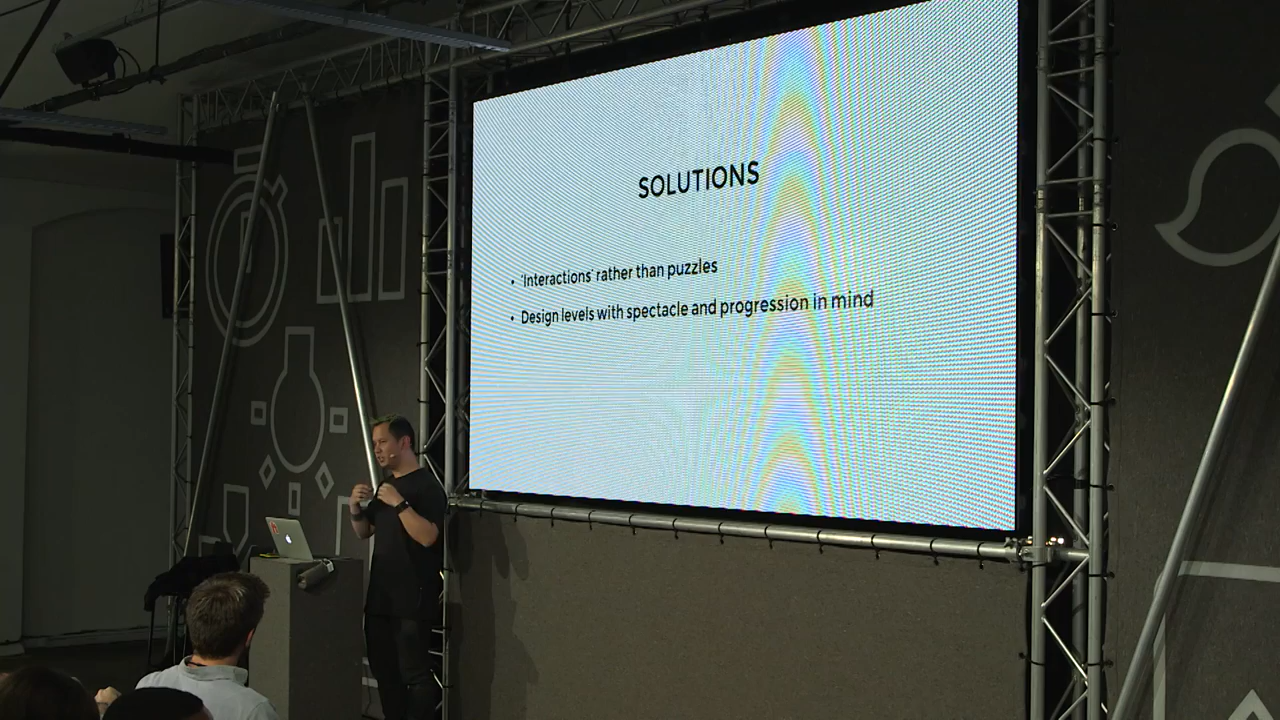 SOLUTIONS
• 'Interactions' rather than puzzles
• Design levels with spectacle and progression in mind